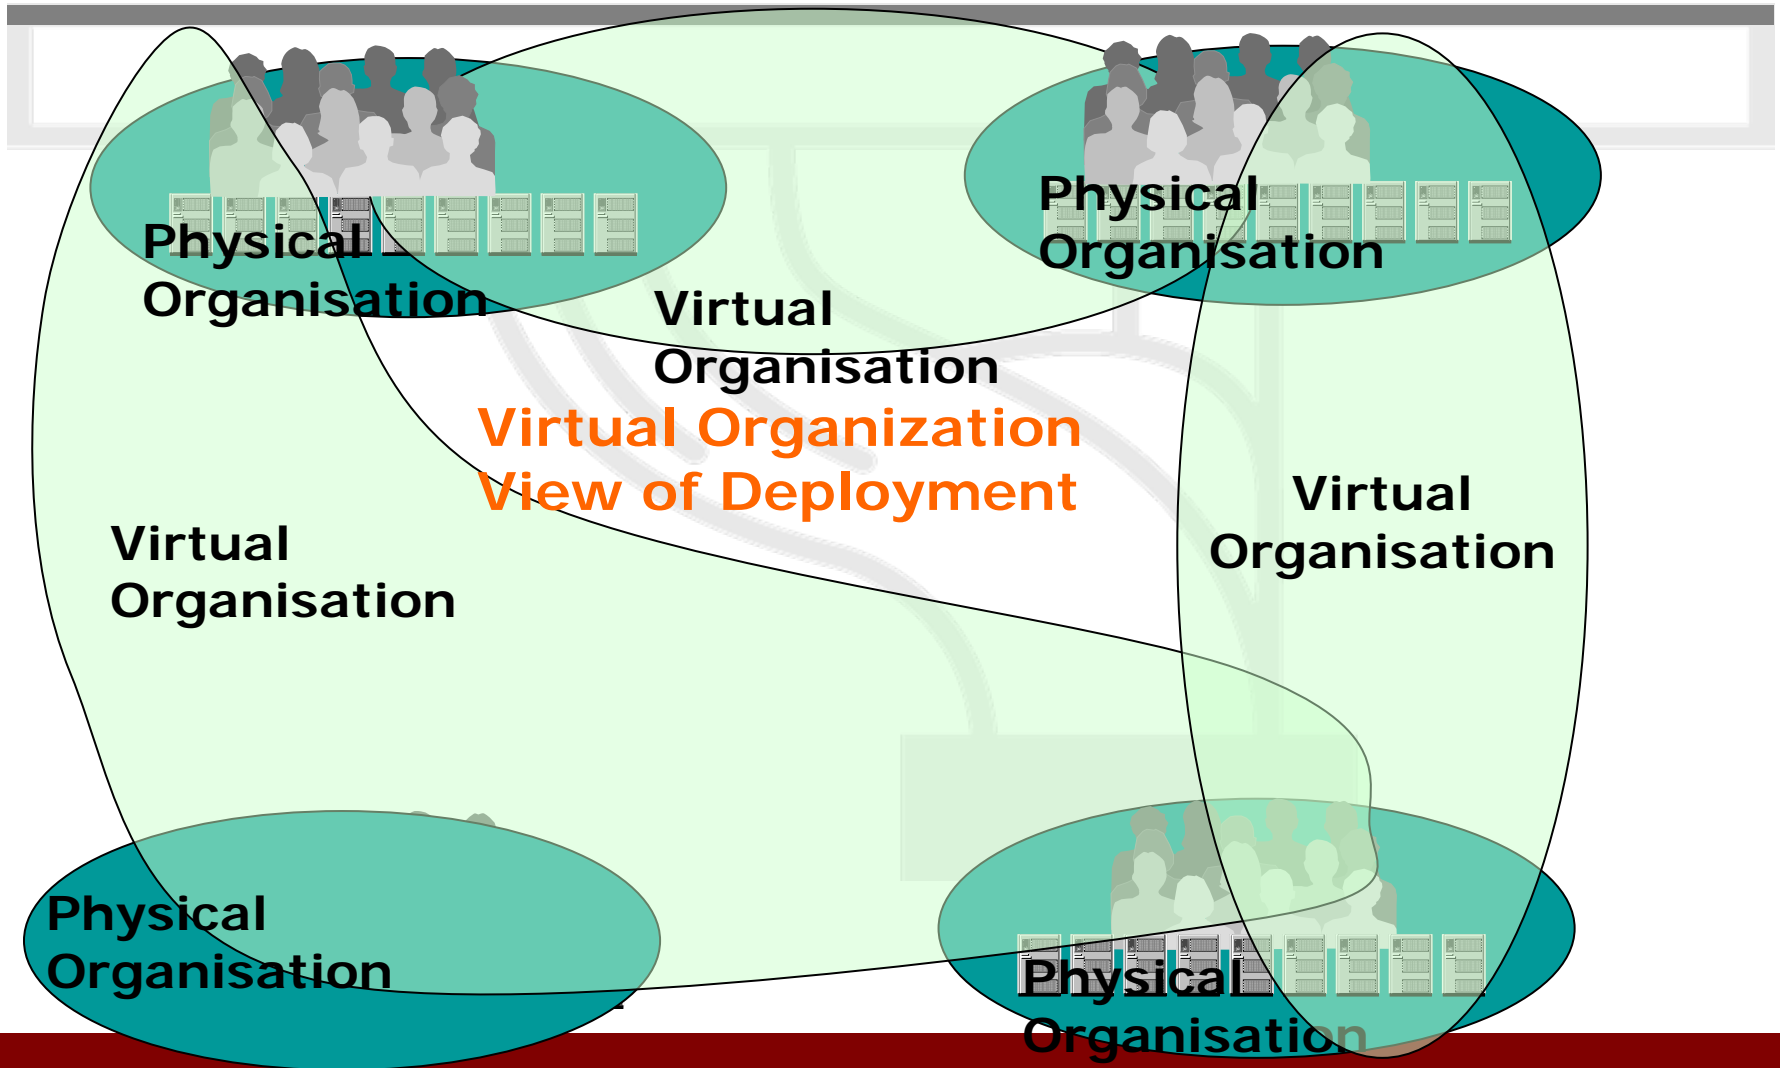 Physical
Organisation
Physical
Organisation
Virtual
Organisation
Virtual Organization
View of Deployment
Virtual
Organisation
Virtual
Organisation
Physical
Organisation
Physical
Organisation